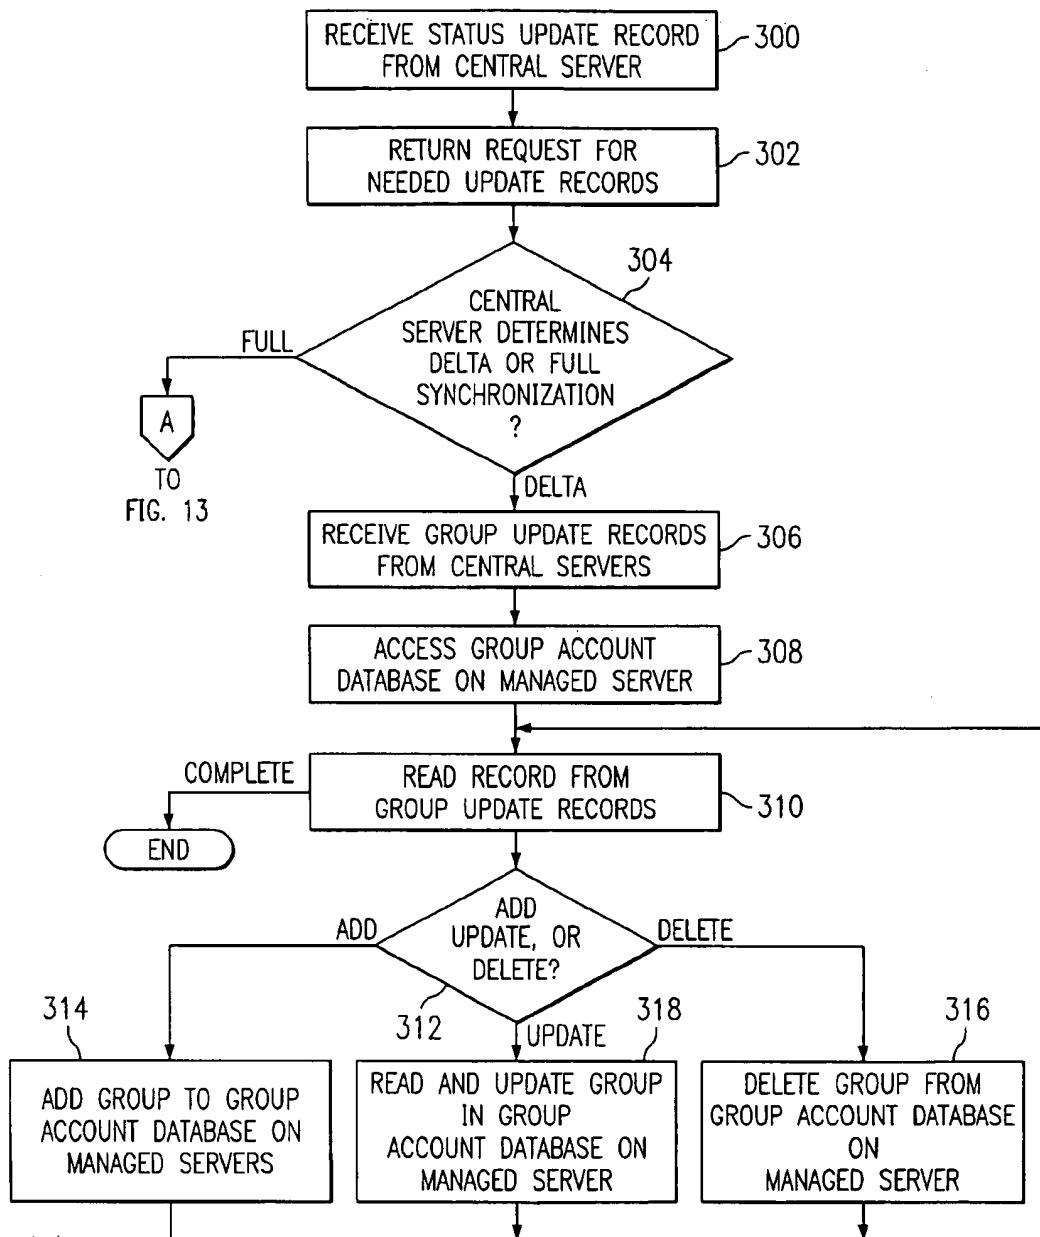 RECEIVE STATUS UPDATE RECORD
FROM CENTRAL SERVER
300
RETURN REQUEST FOR
NEEDED UPDATE RECORDS
302
304
CENTRAL
SERVER DETERMINES
DELTA OR FULL
SYNCHRONIZATION
?
FULL
A
TO
FIG. 13
DELTA
RECEIVE GROUP UPDATE RECORDS
FROM CENTRAL SERVERS
306
ACCESS GROUP ACCOUNT
DATABASE ON MANAGED SERVER
308
COMPLETE
READ RECORD FROM
GROUP UPDATE RECORDS
310
END
ADD
UPDATE, OR
DELETE?
ADD
DELETE
312
UPDATE
314
318
316
ADD GROUP TO GROUP
ACCOUNT DATABASE ON
MANAGED SERVERS
READ AND UPDATE GROUP
IN GROUP
ACCOUNT DATABASE ON
MANAGED SERVER
DELETE GROUP FROM
GROUP ACCOUNT DATABASE
ON
MANAGED SERVER